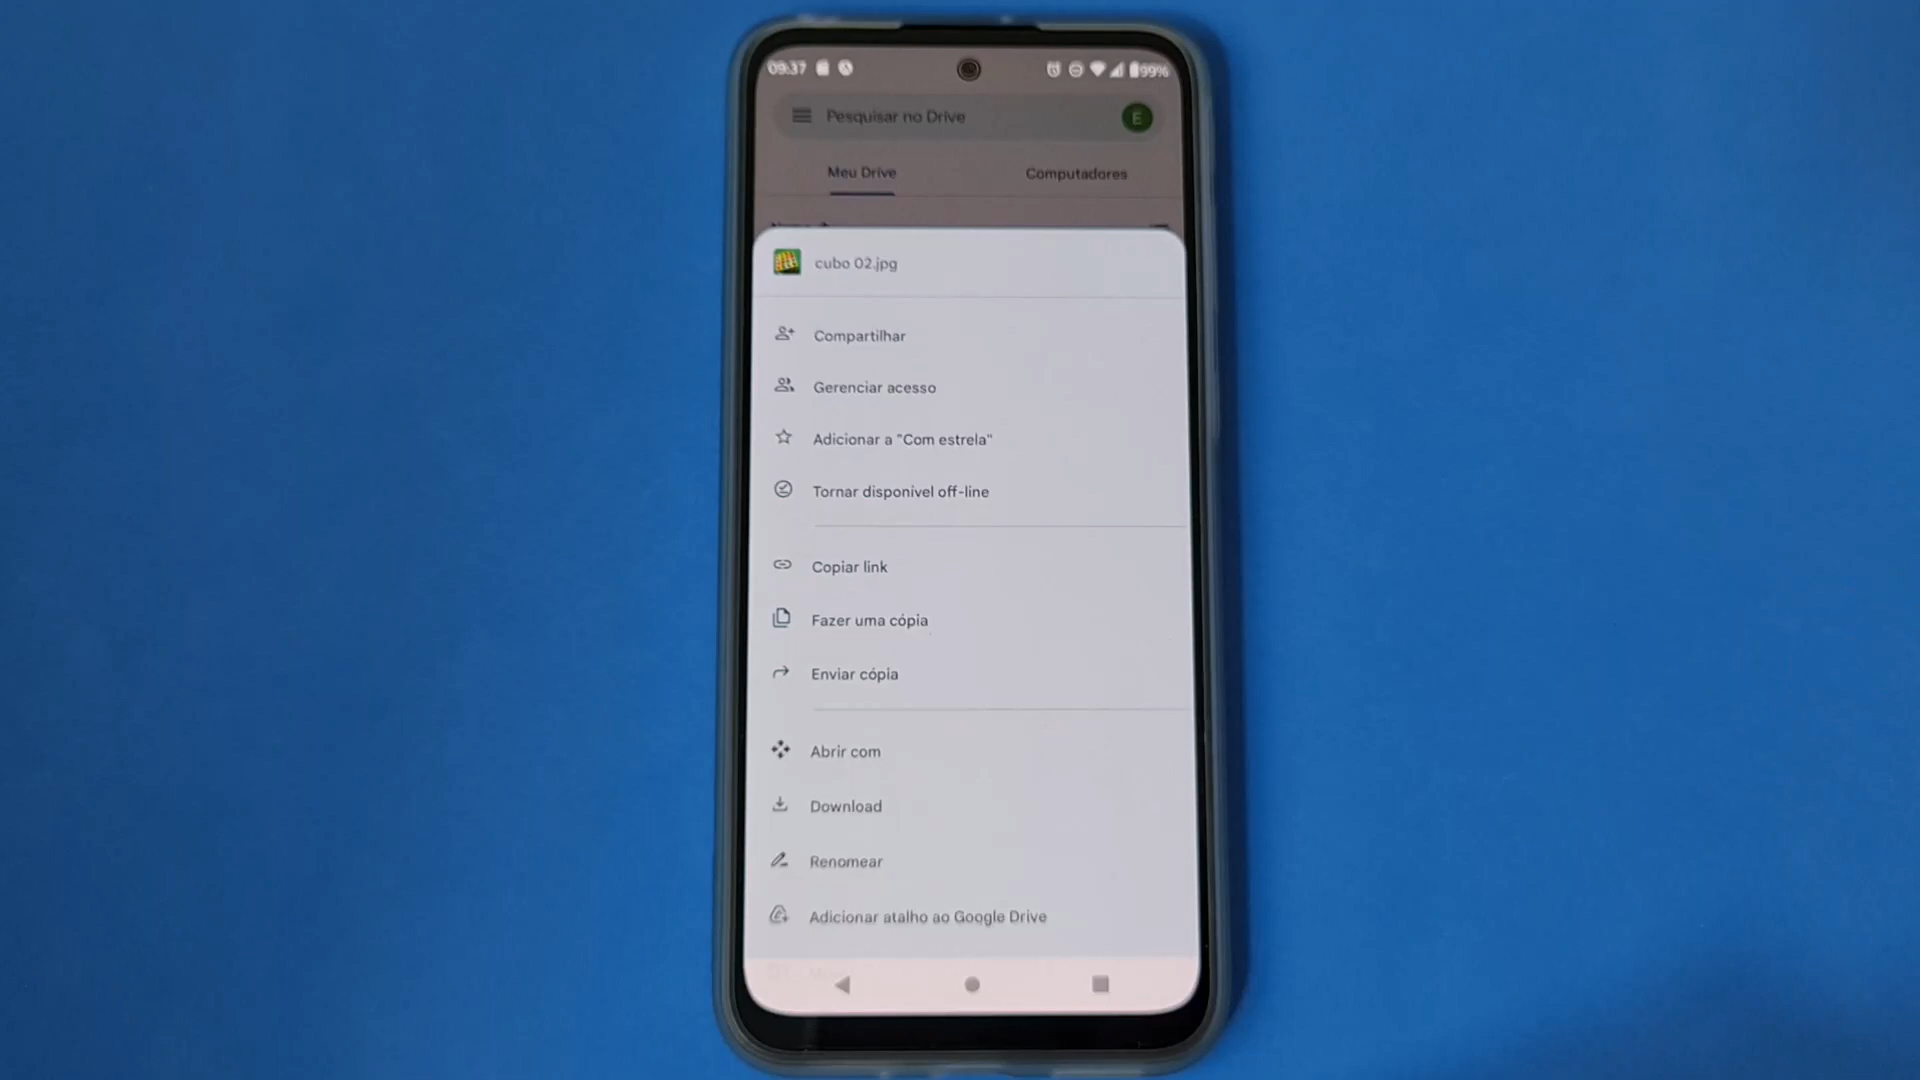 09:37
99%
Pesquisar no Drive
E
Meu Drive
Computadores
cubo 02.jpg
Compartilhar
Gerenciar acesso
Adicionar a "Com estrela"
Tornar disponível off-line
Copiar link
Fazer uma cópia
Enviar cópia
Abrir com
Download
Renomear
Adicionar atalho ao Google Drive